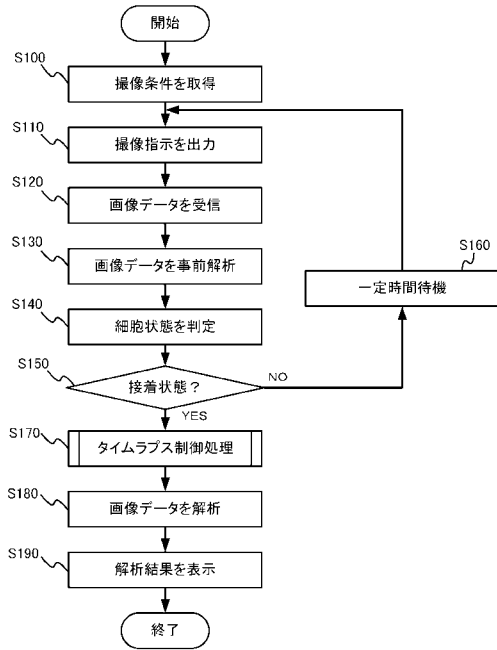 開始
S100
撮像条件を取得
S110
撮像指示を出力
S120
画像データを受信
S130
画像データを事前解析
S160
一定時間待機
S140
細胞状態を判定
S150
接着状態?
NO
YES
S170
タイムラプス制御処理
S180
画像データを解析
S190
解析結果を表示
終了